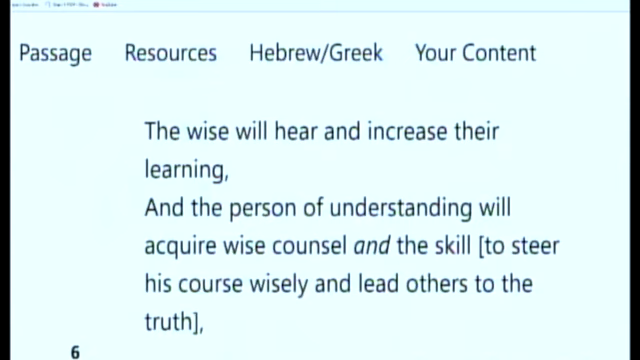 Passage Resources Hebrew/Greek Your Content
The wise will hear and increase their
learning,
And the person of understanding will
acquire wise counsel and the skill [to steer
his course wisely and lead others to the
truth],
6